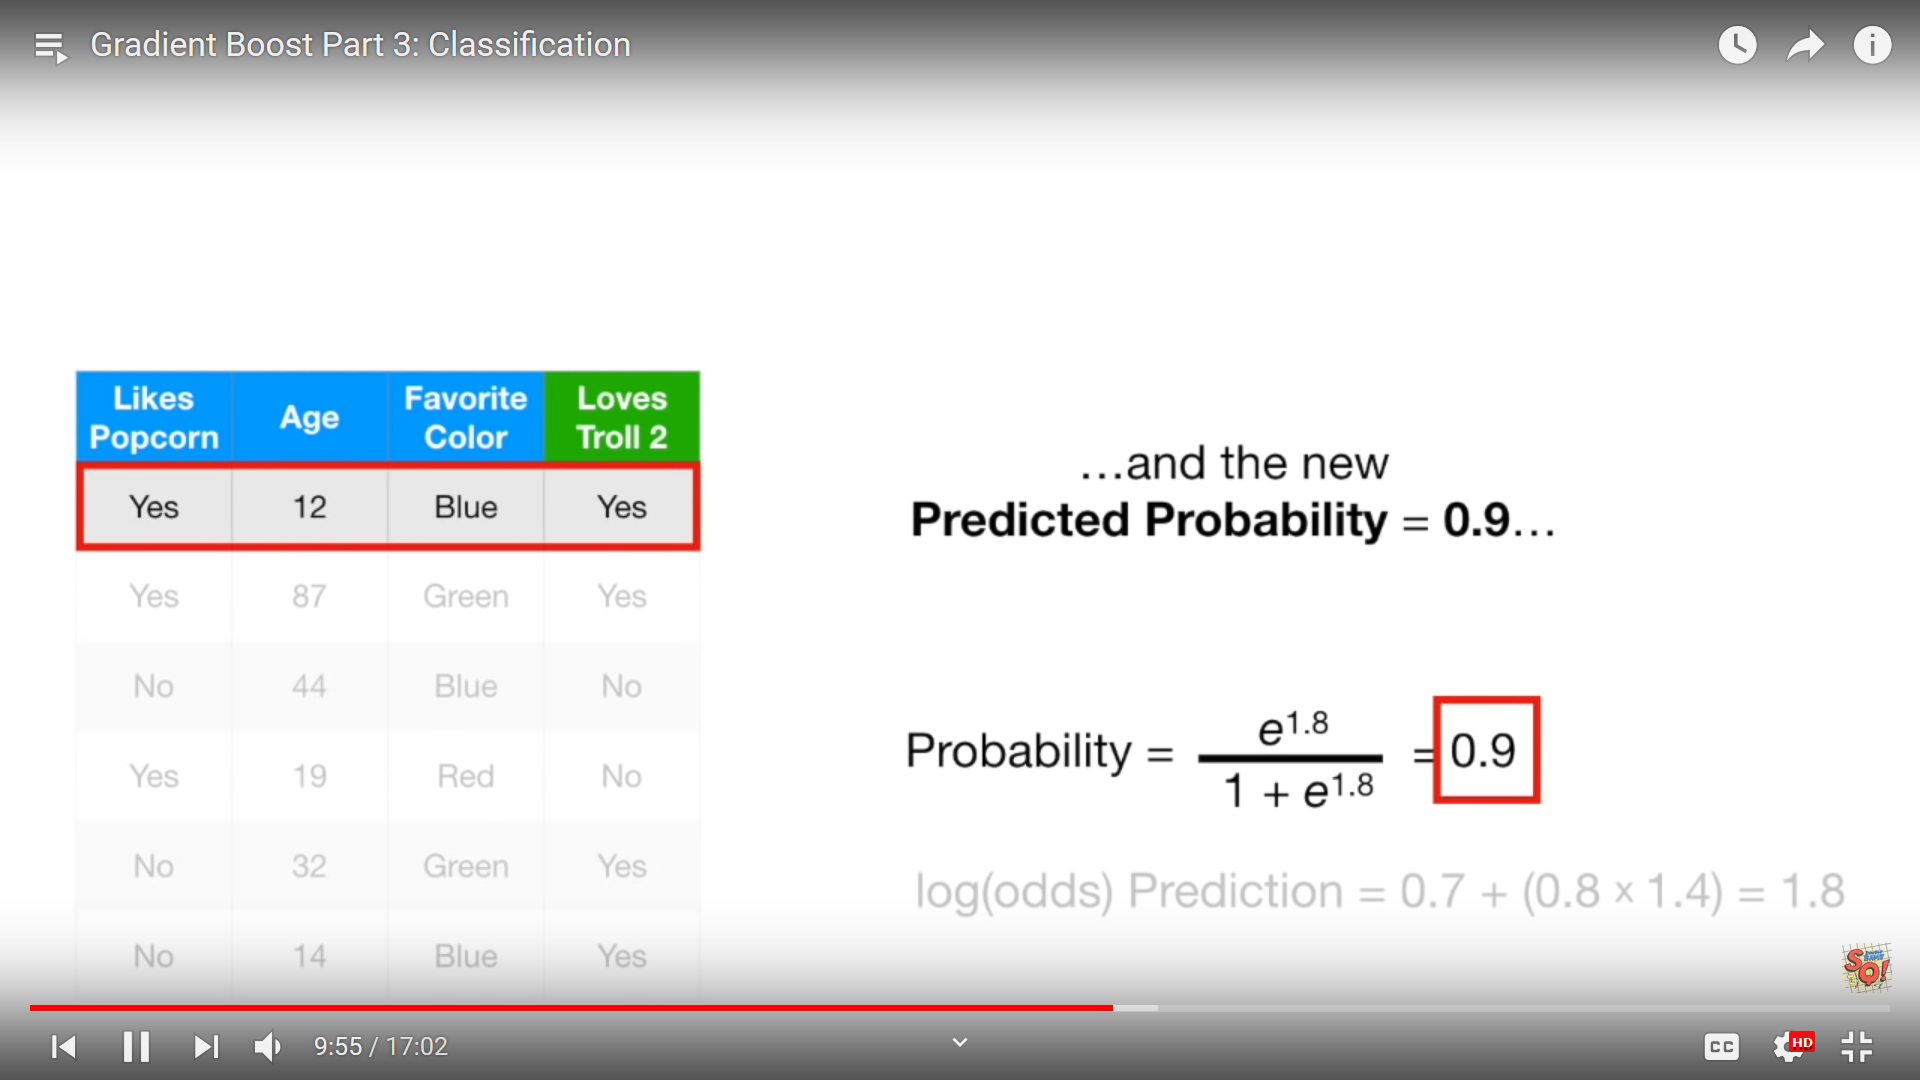 Gradient Boost Part 3: Classification
Likes Popcorn Age Favorite Color Loves Troll 2
Yes 12 Blue Yes
Yes 87 Green Yes
No 44 Blue No
Yes 19 Red No
No 32 Green Yes
No 14 Blue Yes
…and the new
Predicted Probability = 0.9…
Probability = e^1.8 / (1 + e^1.8) = 0.9
log(odds) Prediction = 0.7 + (0.8 × 1.4) = 1.8
SQ!
9:55 / 17:02
CC HD